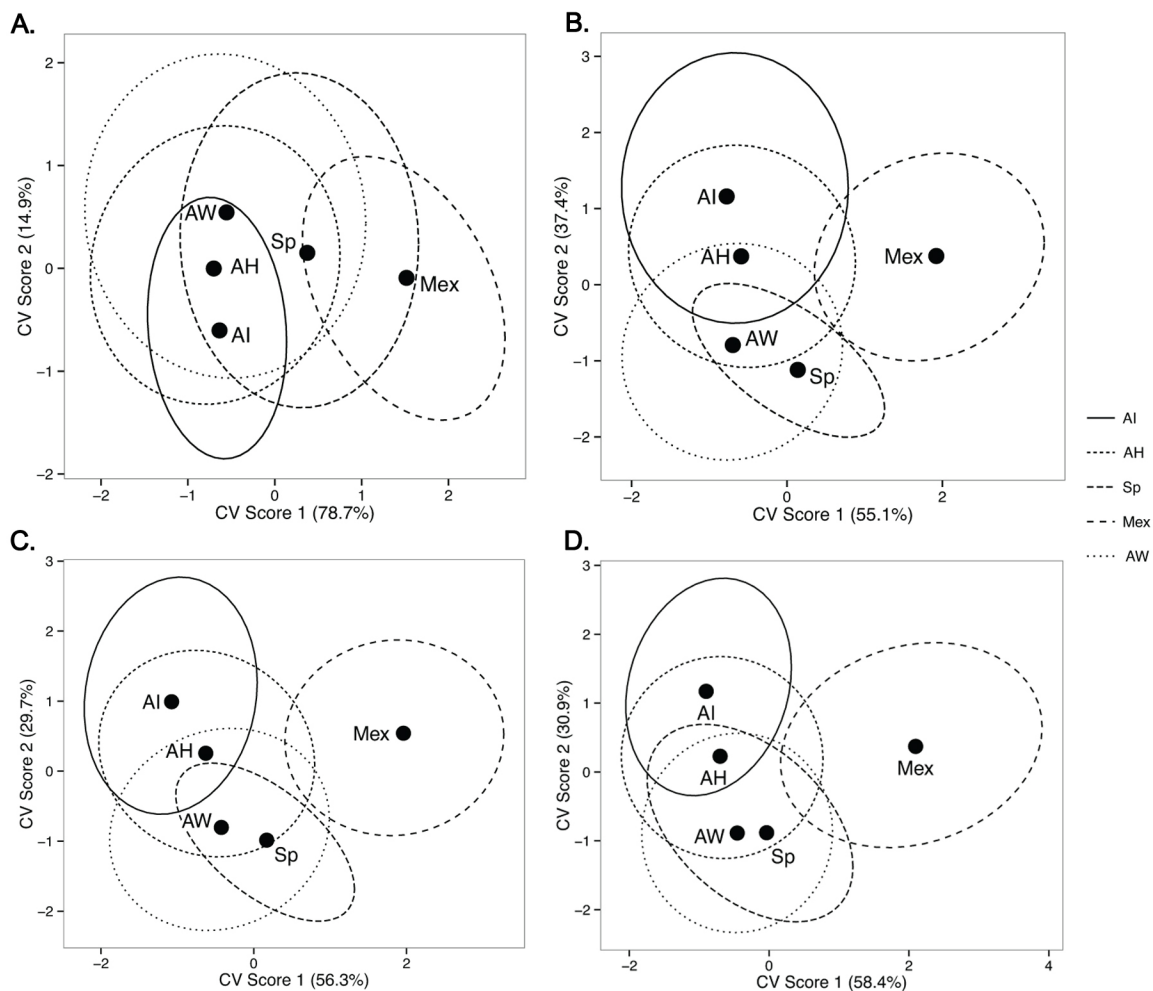 A.
2
1
0
−1
−2
CV Score 2 (14.9%)
AW
AH
AI
Sp
Mex
−2
−1
0
1
2
CV Score 1 (78.7%)
B.
3
2
1
0
−1
−2
CV Score 2 (37.4%)
AI
AH
AW
Sp
Mex
−2
0
2
CV Score 1 (55.1%)
AI
AH
Sp
Mex
AW
C.
3
2
1
0
−1
−2
CV Score 2 (29.7%)
AI
AH
AW
Sp
Mex
−2
0
2
CV Score 1 (56.3%)
D.
3
2
1
0
−1
−2
CV Score 2 (30.9%)
AI
AH
AW
Sp
Mex
−2
0
2
4
CV Score 1 (58.4%)